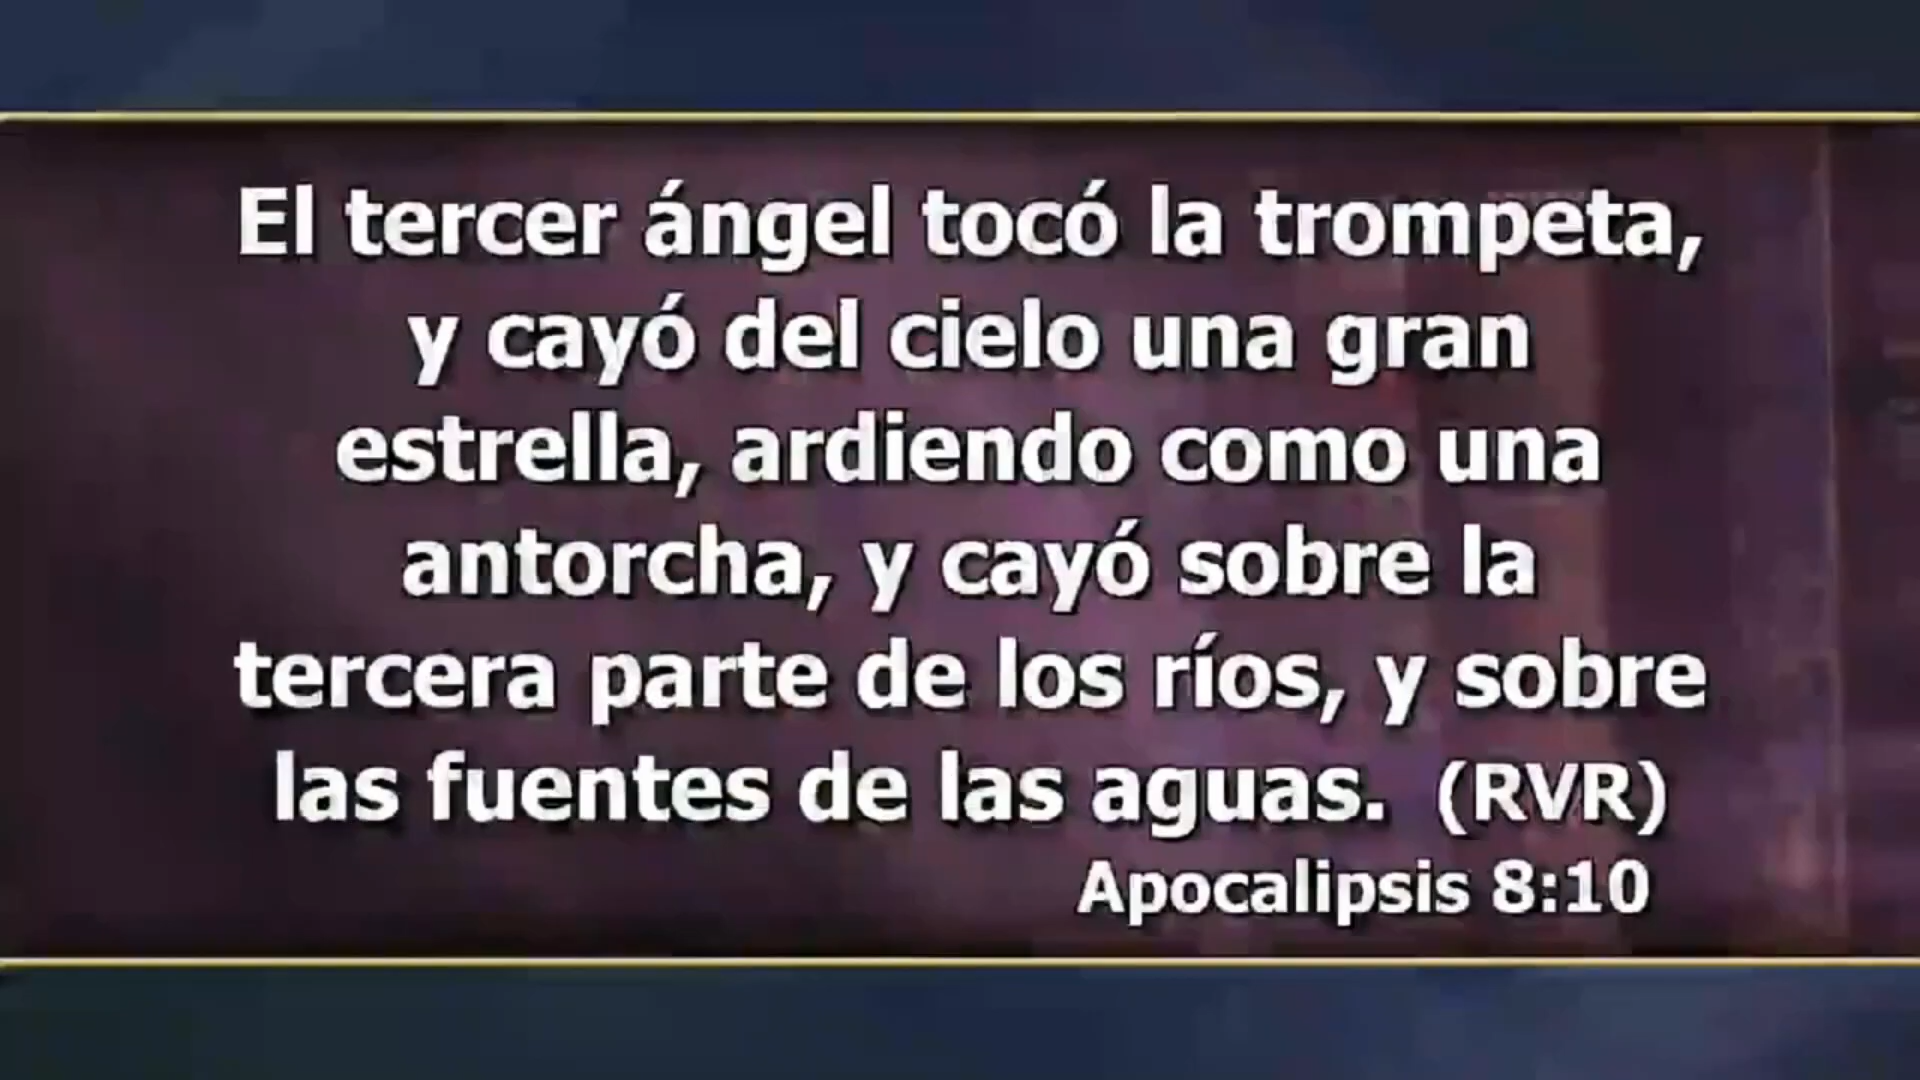 El tercer ángel tocó la trompeta,
y cayó del cielo una gran
estrella, ardiendo como una
antorcha, y cayó sobre la
tercera parte de los ríos, y sobre
las fuentes de las aguas. (RVR)
Apocalipsis 8:10